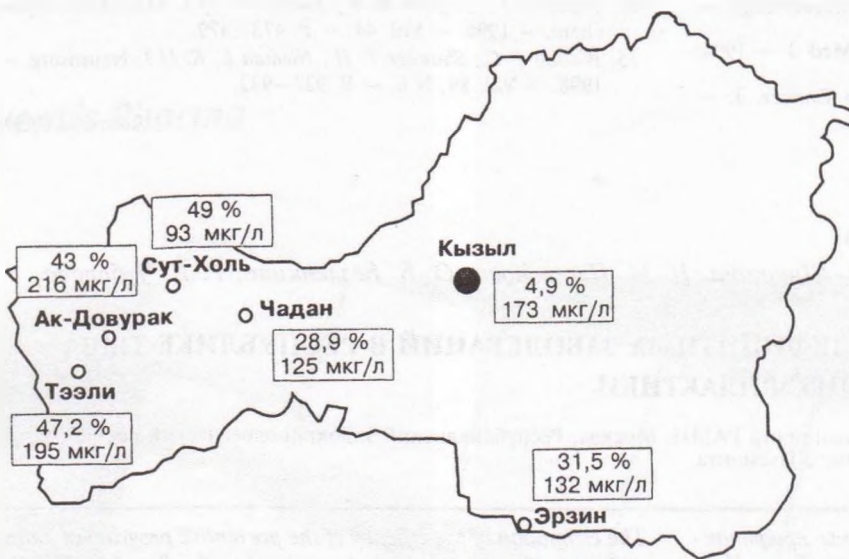 49 %
93 мкг/л
43 %
216 мкг/л
Сут-Холь
Кызыл
4,9 %
173 мкг/л
Ак-Довурак
Чадан
28,9 %
125 мкг/л
Тээли
47,2 %
195 мкг/л
31,5 %
132 мкг/л
Эрзин